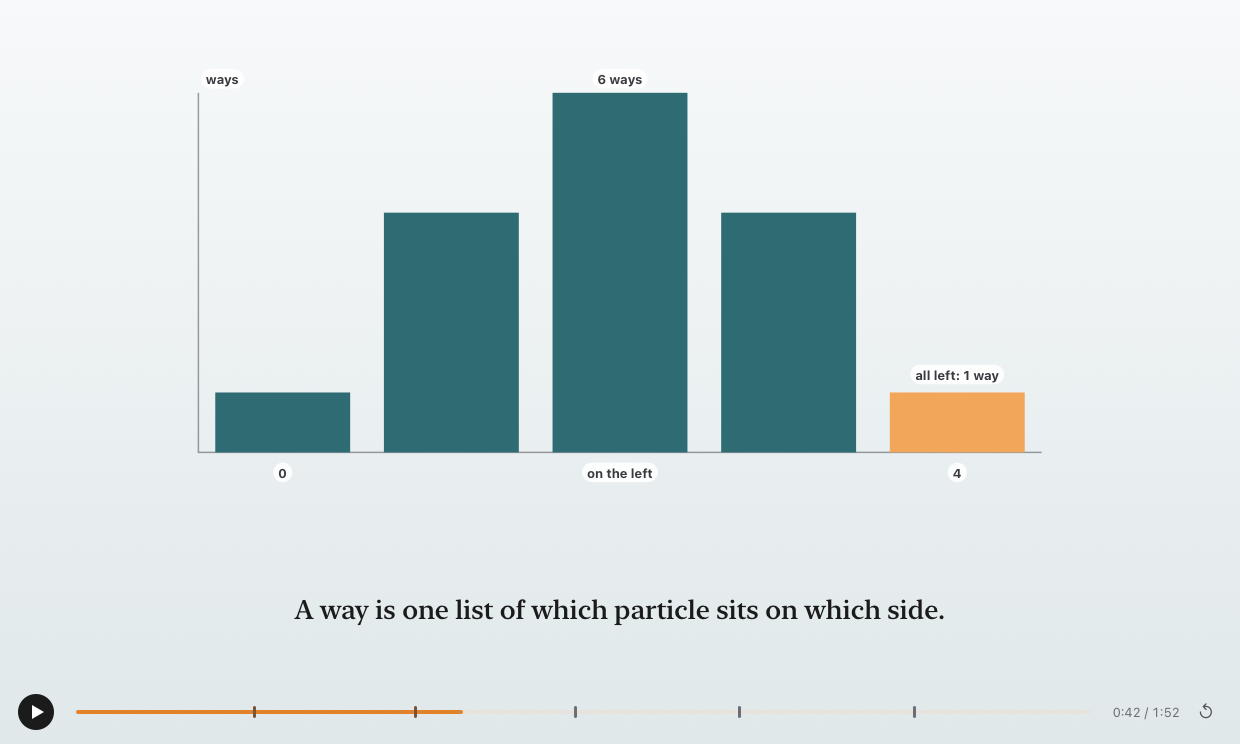 ways
6 ways
all left: 1 way
0
on the left
4
A way is one list of which particle sits on which side.
0:42 / 1:52